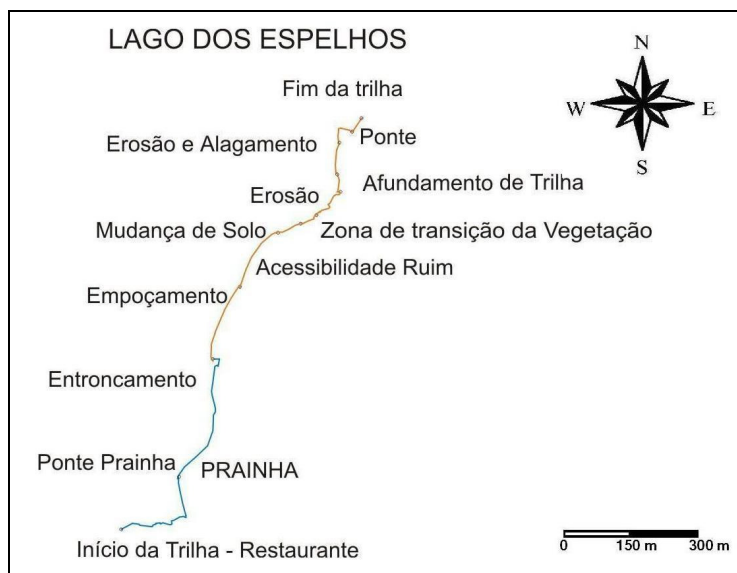 LAGO DOS ESPELHOS
N
W
E
S
Fim da trilha
Ponte
Erosão e Alagamento
Afundamento de Trilha
Erosão
Zona de transição da Vegetação
Mudança de Solo
Acessibilidade Ruim
Empoçamento
Entroncamento
Ponte Prainha
PRAINHA
Início da Trilha - Restaurante
0 150 m 300 m